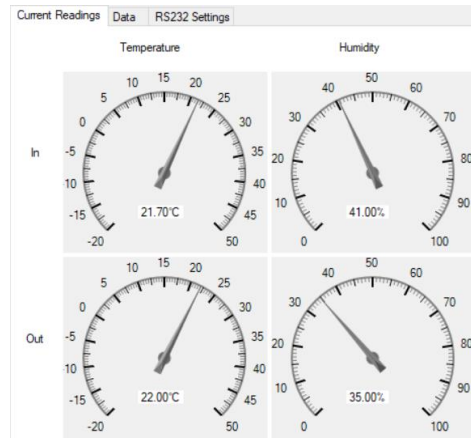 Current Readings Data RS232 Settings
Temperature Humidity
In
-20 -15 -10 -5 0 5 10 15 20 25 30 35 40 45 50
21.70°C
0 10 20 30 40 50 60 70 80 90 100
41.00%
Out
-20 -15 -10 -5 0 5 10 15 20 25 30 35 40 45 50
22.00°C
0 10 20 30 40 50 60 70 80 90 100
35.00%